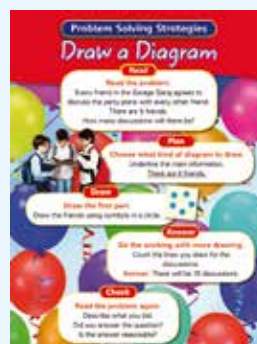 Problem Solving Strategies
Draw a Diagram
Read
Read the problem.
Every friend in the Garage Gang agrees to
discuss the party plans with every other friend.
There are 5 friends.
How many discussions will there be?
Plan
Choose what kind of diagram to draw.
Underline the main information.
There are 5 friends.
Draw
Draw the first part.
Draw the friends using symbols in a circle.
Answer
Do the working with more drawing.
Count the lines you draw for the
discussions.
Answer: There will be 10 discussions.
Check
Read the problem again.
Describe what you did.
Did you answer the question?
Is the answer reasonable?